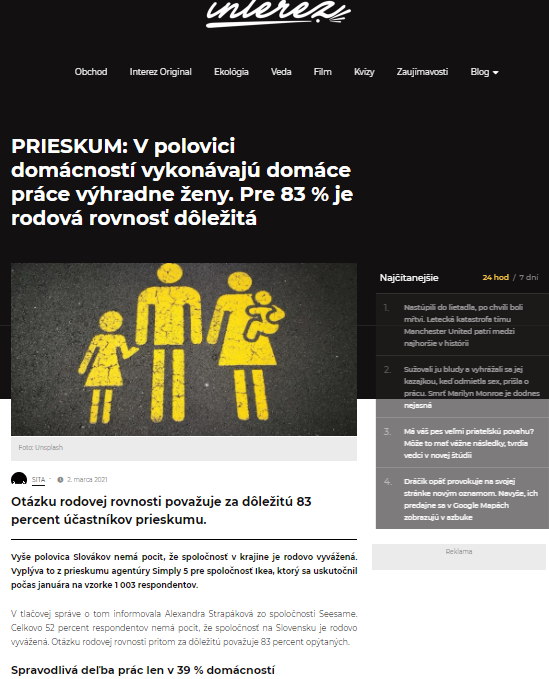 interez
Obchod Interez Original Ekológia Veda Film Kvízy Zaujímavosti Blog
PRIESKUM: V polovici
domácností vykonávajú domáce
práce výhradne ženy. Pre 83 % je
rodová rovnosť dôležitá
Foto: Unsplash
SITA - 2. marca 2021
Otázku rodovej rovnosti považuje za dôležitú 83
percent účastníkov prieskumu.
Vyše polovica Slovákov nemá pocit, že spoločnosť v krajine je rodovo vyvážená.
Vyplýva to z prieskumu agentúry Simply 5 pre spoločnosť Ikea, ktorý sa uskutočnil
počas januára na vzorke 1 003 respondentov.
V tlačovej správe o tom informovala Alexandra Strapáková zo spoločnosti Seesame.
Celkovo 52 percent respondentov nemá pocit, že spoločnosť na Slovensku je rodovo
vyvážená. Otázku rodovej rovnosti pritom za dôležitú považuje 83 percent opýtaných.
Spravodlivá deľba prác len v 39 % domácností
Najčítanejšie 24 hod / 7 dní
1. Nastúpili do lietadla, po chvíli boli
mŕtvi. Letecká katastrofa tímu
Manchester United patrí medzi
najhoršie v histórii
2. Sužovali ju bludy a vyhrážali sa jej
kazajkou, keď odmietla sex, prišla o
prácu. Smrť Marilyn Monroe je dodnes
nejasná
3. Má váš pes veľmi priateľskú povahu?
Môže to mať vážne následky, tvrdia
vedci v novej štúdii
4. Dráčik opäť provokuje na svojej
stránke novým oznamom. Navyše, ich
predajne sa v Google Mapách
zobrazujú v azbuke
Reklama